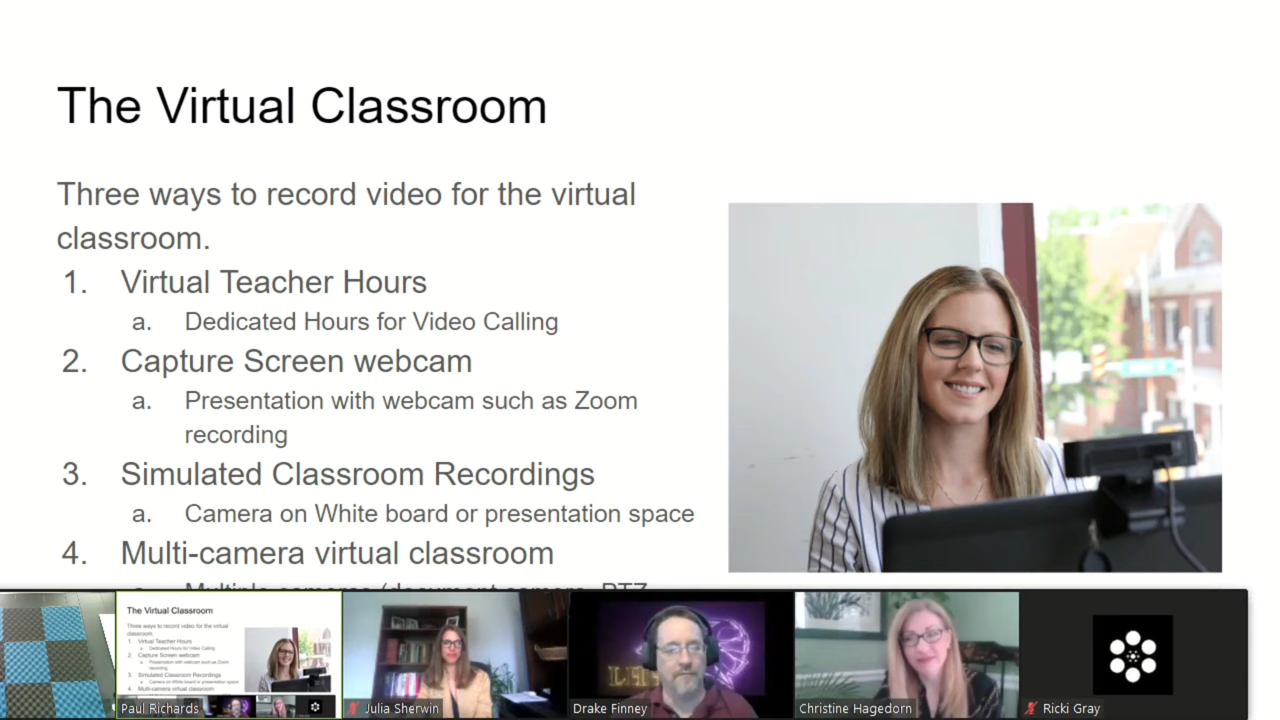 The Virtual Classroom
Three ways to record video for the virtual
classroom.
1. Virtual Teacher Hours
a. Dedicated Hours for Video Calling
2. Capture Screen webcam
a. Presentation with webcam such as Zoom
recording
3. Simulated Classroom Recordings
a. Camera on White board or presentation space
4. Multi-camera virtual classroom
a. Multiple cameras (document camera, PTZ
The Virtual Classroom
Three ways to record video for the virtual
classroom.
1. Virtual Teacher Hours
a. Dedicated Hours for Video Calling
2. Capture Screen webcam
a. Presentation with webcam such as Zoom
recording
3. Simulated Classroom Recordings
a. Camera on White board or presentation space
4. Multi-camera virtual classroom
Paul Richards
Julia Sherwin
Drake Finney
Christine Hagedorn
Ricki Gray